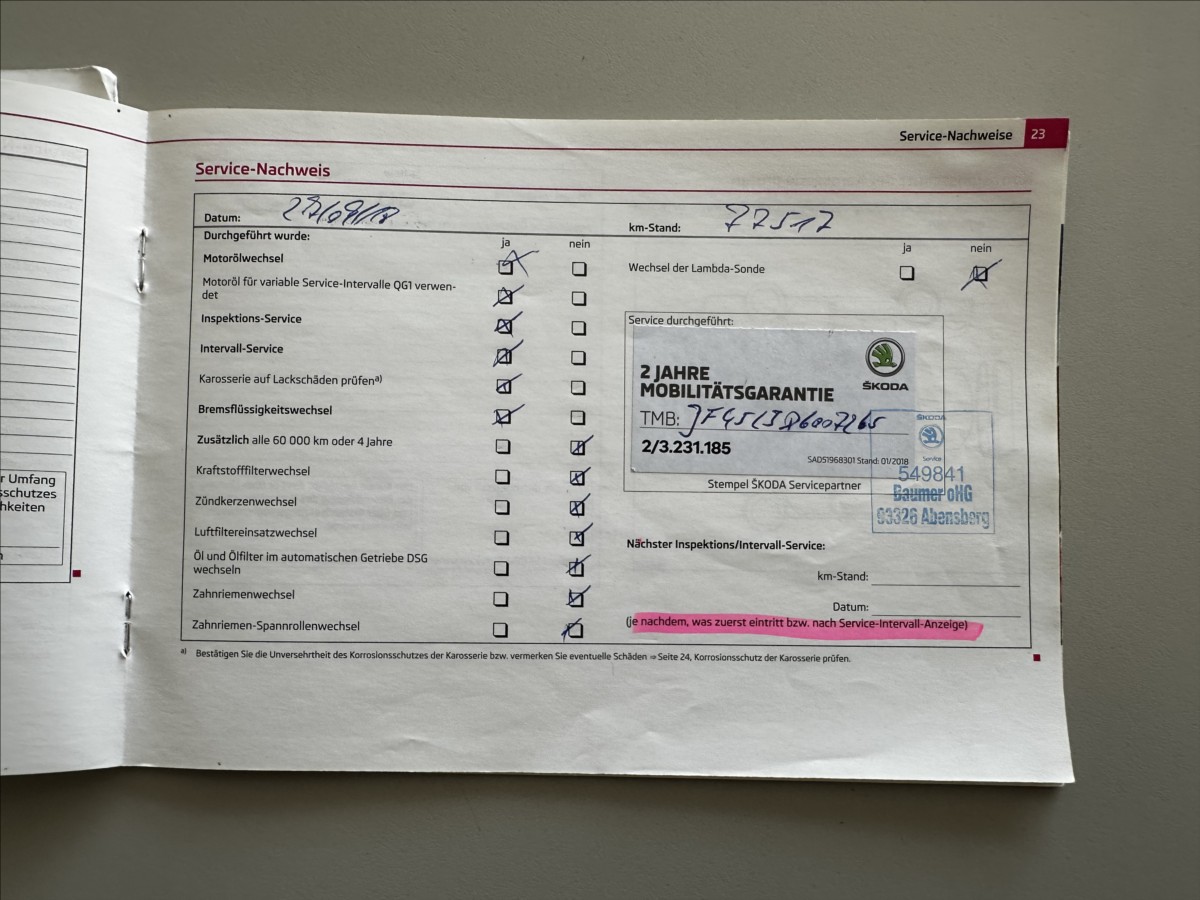 Service-Nachweise 23
Service-Nachweis
Datum: 27/09/18
km-Stand: 77517
Durchgeführt wurde:
ja nein
Motorölwechsel
Motoröl für variable Service-Intervalle QG1 verwen-
det
Inspektions-Service
Intervall-Service
Karosserie auf Lackschäden prüfen a)
Bremsflüssigkeitswechsel
Zusätzlich alle 60 000 km oder 4 Jahre
Kraftstofffilterwechsel
Zündkerzenwechsel
Luftfiltereinsatzwechsel
Öl und Ölfilter im automatischen Getriebe DSG
wechseln
Zahnriemenwechsel
Zahnriemen-Spannrollenwechsel
ja nein
Wechsel der Lambda-Sonde
Service durchgeführt:
2 JAHRE
MOBILITÄTSGARANTIE
ŠKODA
TMB:
2/3.231.185
SAD51968301 Stand: 01/2018
Stempel ŠKODA Servicepartner
ŠKODA
Service
549841
Baumer oHG
93326 Abensberg
Nächster Inspektions/Intervall-Service:
km-Stand:
Datum:
(je nachdem, was zuerst eintritt bzw. nach Service-Intervall-Anzeige)
a) Bestätigen Sie die Unversehrtheit des Korrosionsschutzes der Karosserie bzw. vermerken Sie eventuelle Schäden ⇒ Seite 24, Korrosionsschutz der Karosserie prüfen.
r Umfang
sschutzes
hkeiten